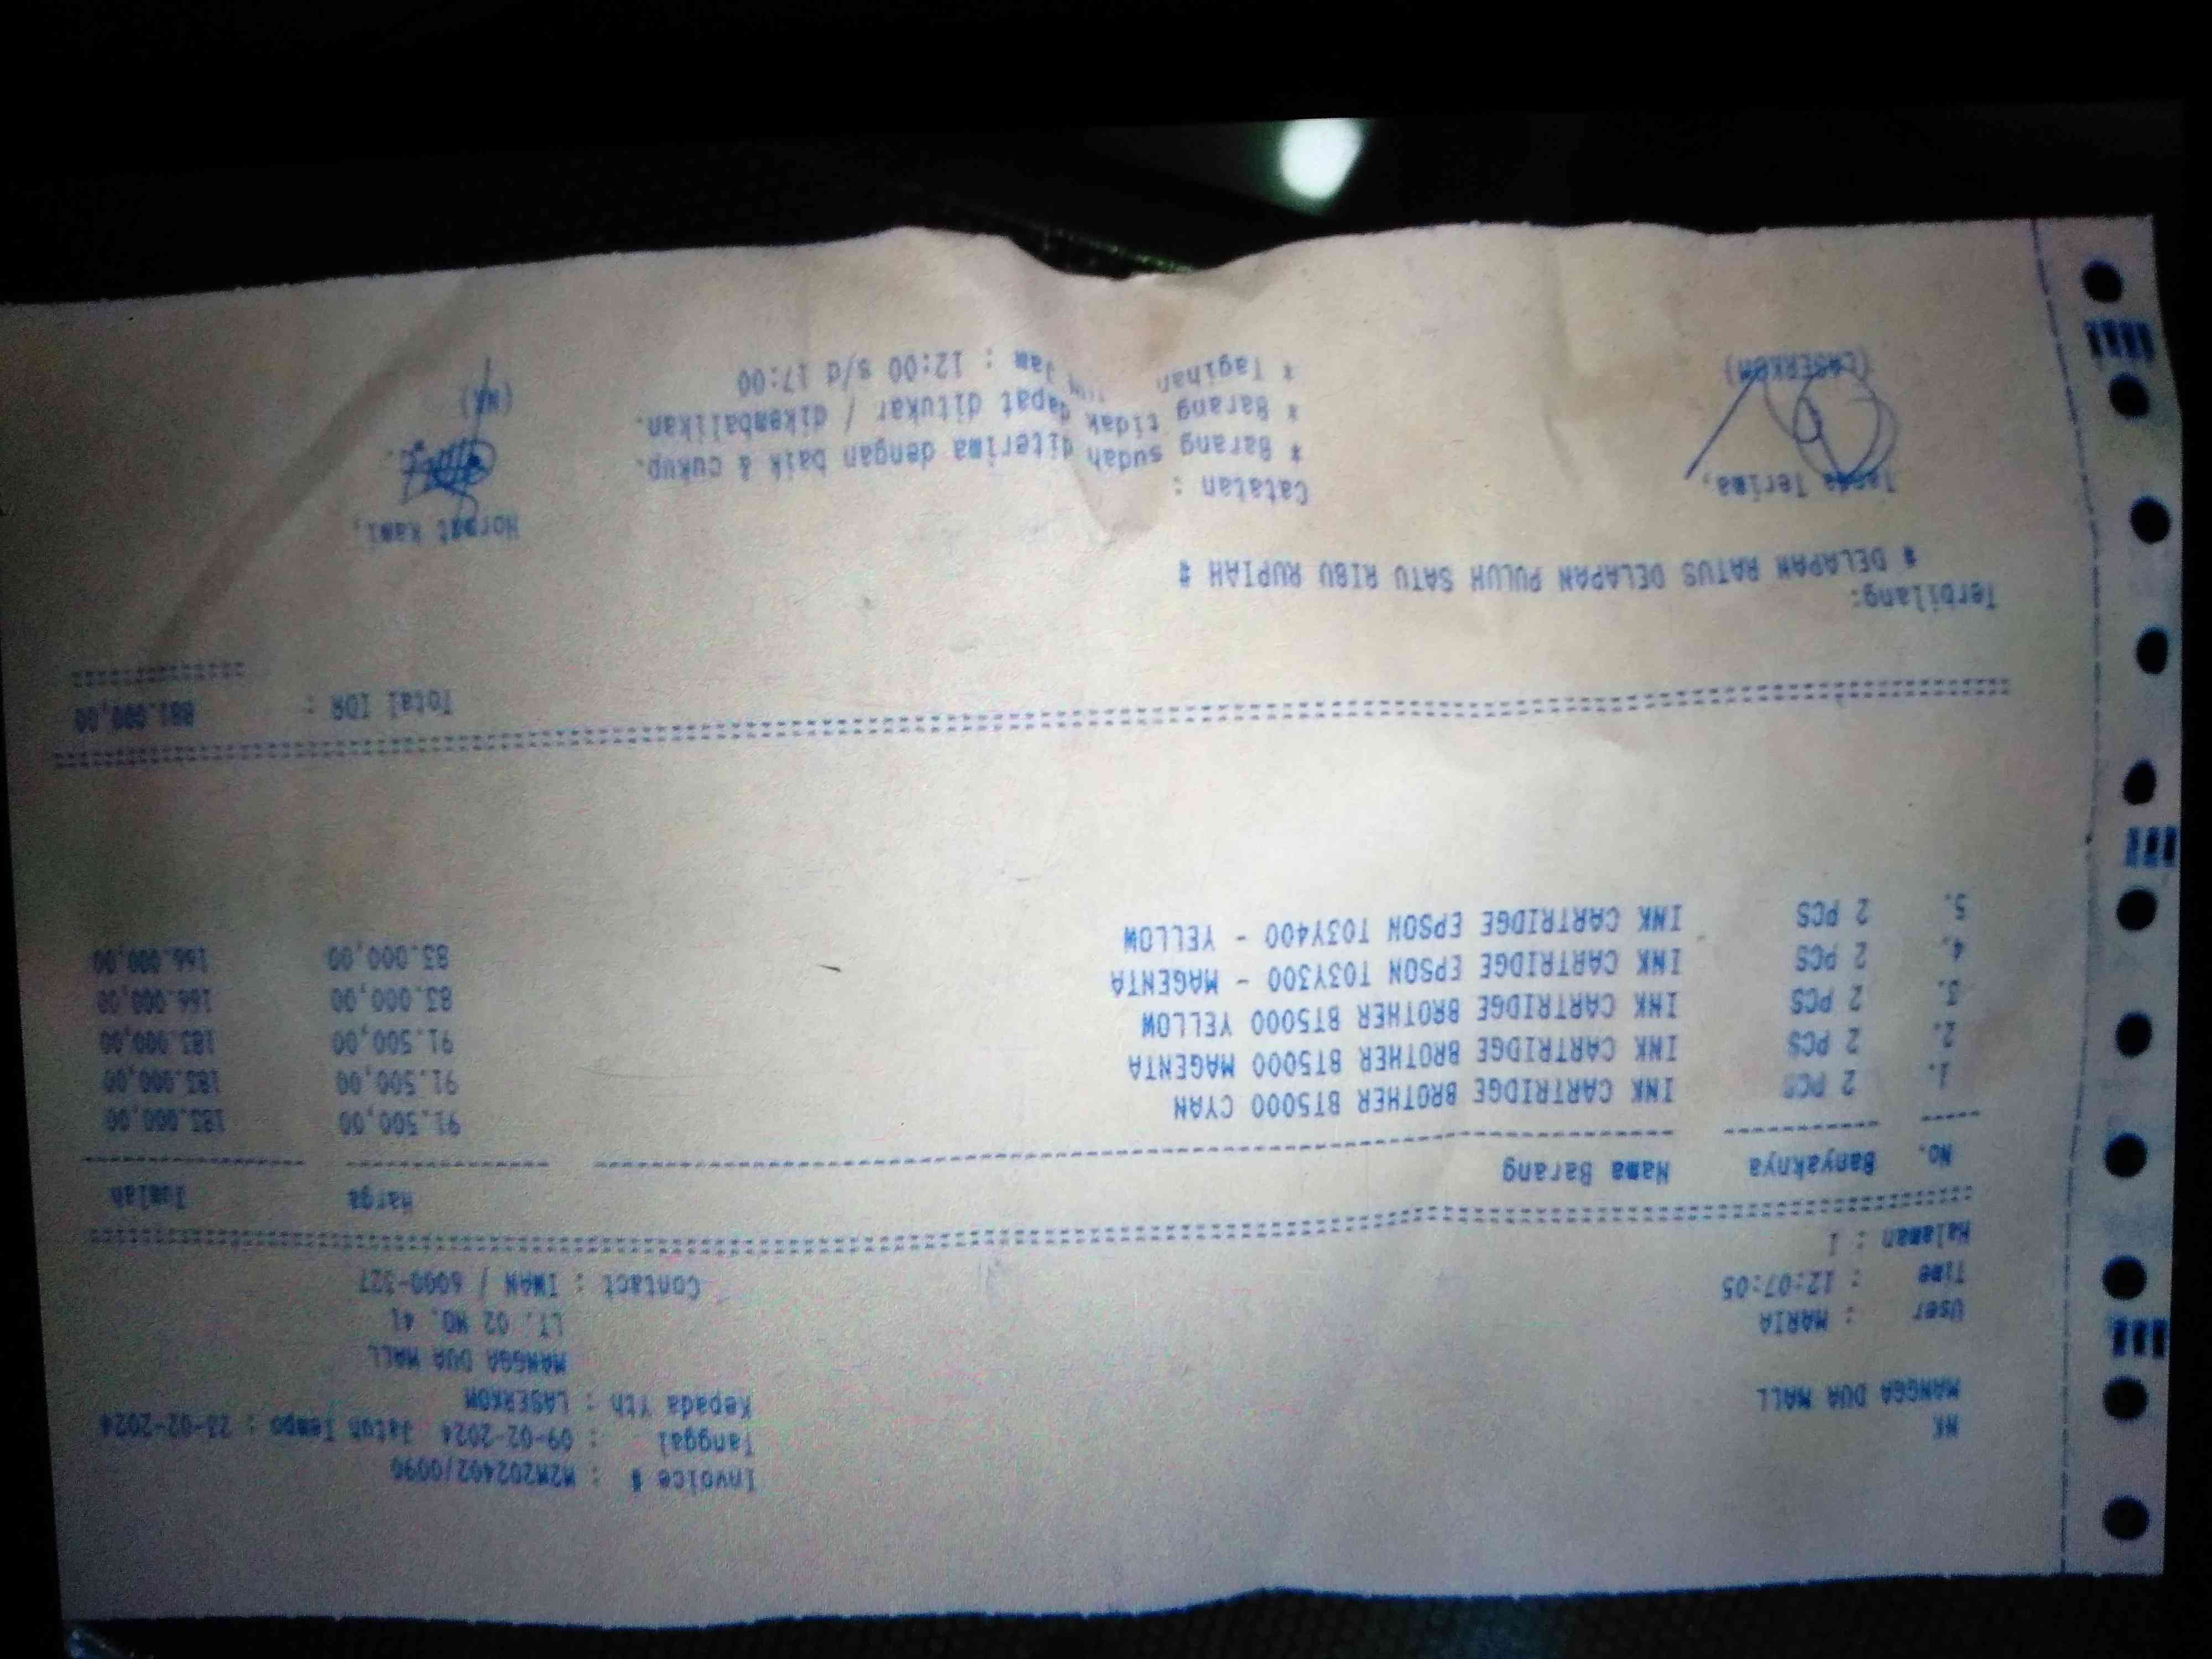 WK
MANGGA DUA MALL
User : MARIA
Time : 12:07:05
Halaman : 1
Invoice # : M2M202402/0090
Tanggal : 09-02-2024 Jatuh Tempo : 23-02-2024
Kepada Yth : LASERKOM
MANGGA DUA MALL
LT. 02 NO. 41
Contact : IWAN / 6000-327
No. Banyaknya Nama Barang Harga Jumlah
1. 2 PCS INK CARTRIDGE BROTHER BT5000 CYAN 91.500,00 183.000,00
2. 2 PCS INK CARTRIDGE BROTHER BT5000 MAGENTA 91.500,00 183.000,00
3. 2 PCS INK CARTRIDGE BROTHER BT5000 YELLOW 91.500,00 183.000,00
4. 2 PCS INK CARTRIDGE EPSON T03Y300 - MAGENTA 83.000,00 166.000,00
5. 2 PCS INK CARTRIDGE EPSON T03Y400 - YELLOW 83.000,00 166.000,00
Total IDR : 881.000,00
Terbilang:
# DELAPAN RATUS DELAPAN PULUH SATU RIBU RUPIAH #
Tanda Terima,
(LASERKOM)
Catatan :
* Barang sudah diterima dengan baik & cukup.
* Barang tidak dapat ditukar / dikembalikan.
* Tagihan Jam : 12:00 s/d 17:00
Hormat Kami,
(WK)